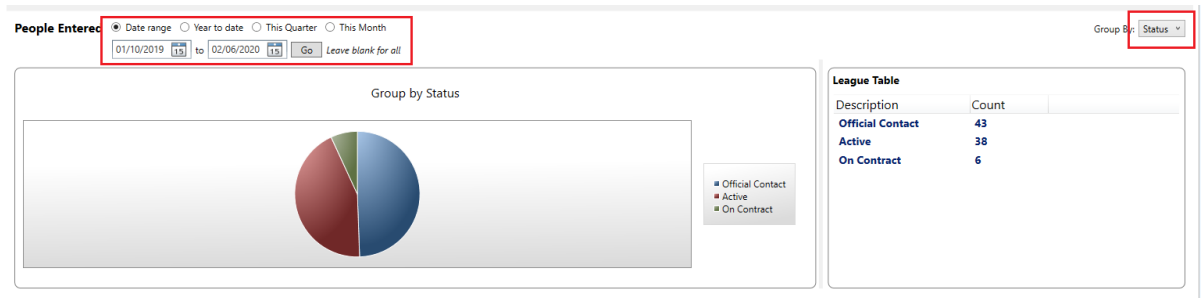 People Entered Date range Year to date This Quarter This Month Group By: Status
01/10/2019 15 to 02/06/2020 15 Go Leave blank for all
Group by Status
Official Contact
Active
On Contract
League Table
Description Count
Official Contact 43
Active 38
On Contract 6